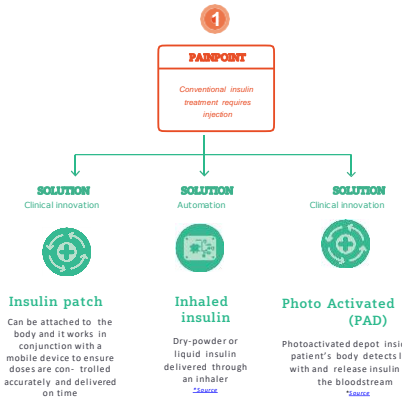 1
PAINPOINT
Conventional insulin
treatment requires
injection
SOLUTION
Clinical innovation
SOLUTION
Automation
SOLUTION
Clinical innovation
Insulin patch
Can be attached to the
body and it works in
conjunction with a
mobile device to ensure
doses are con- trolled
accurately and delivered
on time
Inhaled
insulin
Dry-powder or
liquid insulin
delivered through
an inhaler
*Source
Photo Activated
(PAD)
Photoactivated depot
patient's body detects
with and release insulin
the bloodstream
*Source